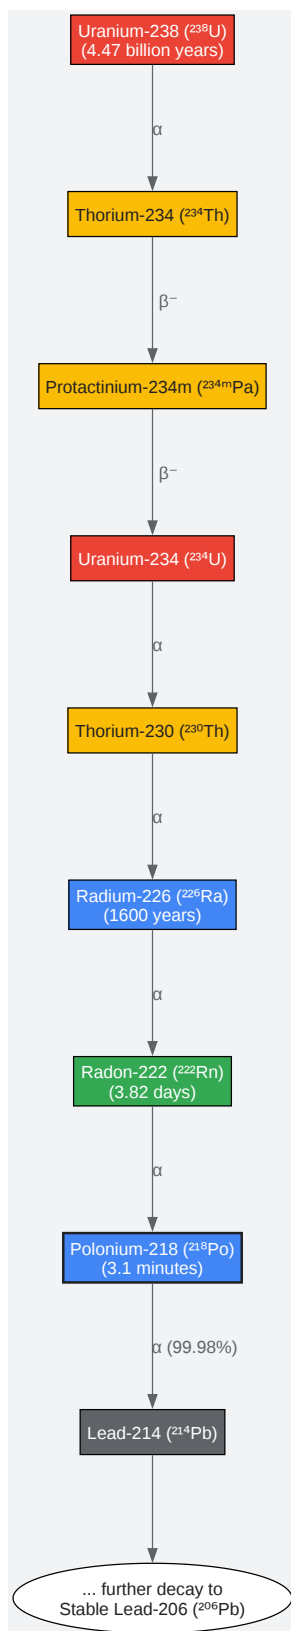 Uranium-238 (²³⁸U)
(4.47 billion years)
α
Thorium-234 (²³⁴Th)
β⁻
Protactinium-234m (²³⁴ᵐPa)
β⁻
Uranium-234 (²³⁴U)
α
Thorium-230 (²³⁰Th)
α
Radium-226 (²²⁶Ra)
(1600 years)
α
Radon-222 (²²²Rn)
(3.82 days)
α
Polonium-218 (²¹⁸Po)
(3.1 minutes)
α (99.98%)
Lead-214 (²¹⁴Pb)
... further decay to
Stable Lead-206 (²⁰⁶Pb)